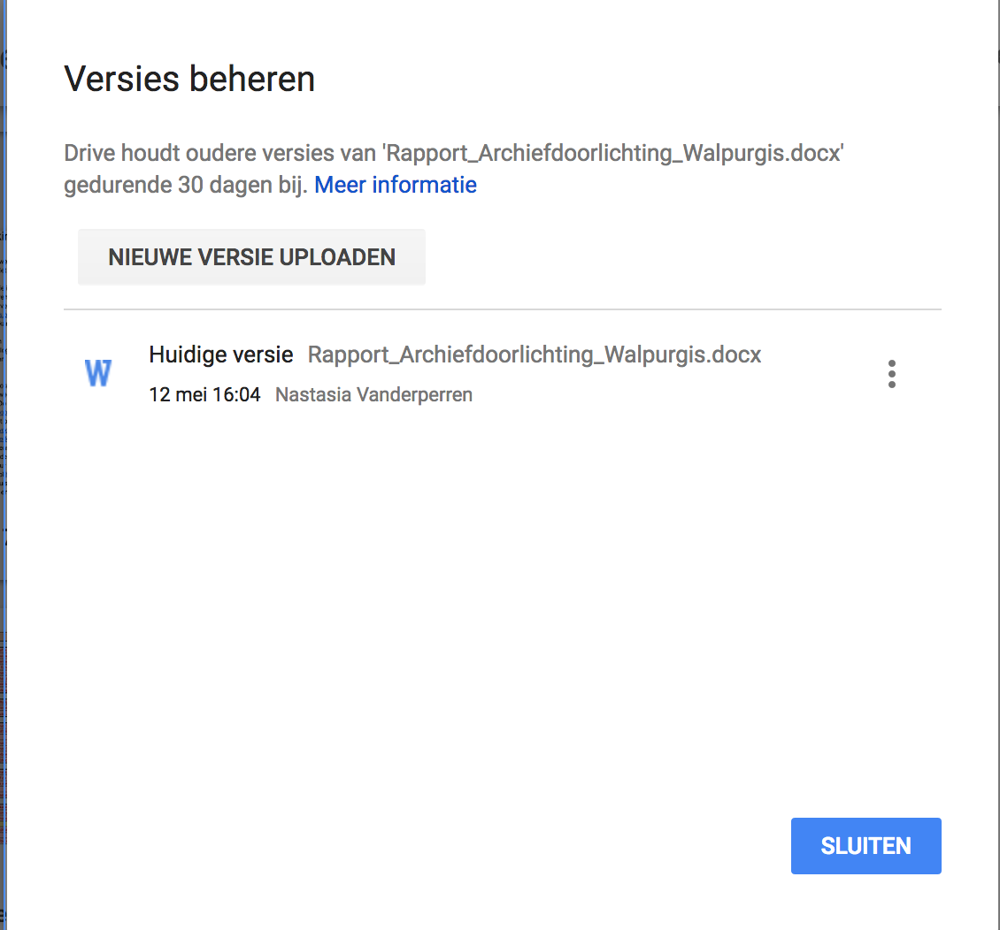 Versies beheren
Drive houdt oudere versies van 'Rapport_Archiefdoorlichting_Walpurgis.docx'
gedurende 30 dagen bij. Meer informatie
NIEUWE VERSIE UPLOADEN
W Huidige versie Rapport_Archiefdoorlichting_Walpurgis.docx
12 mei 16:04 Nastasia Vanderperren
SLUITEN